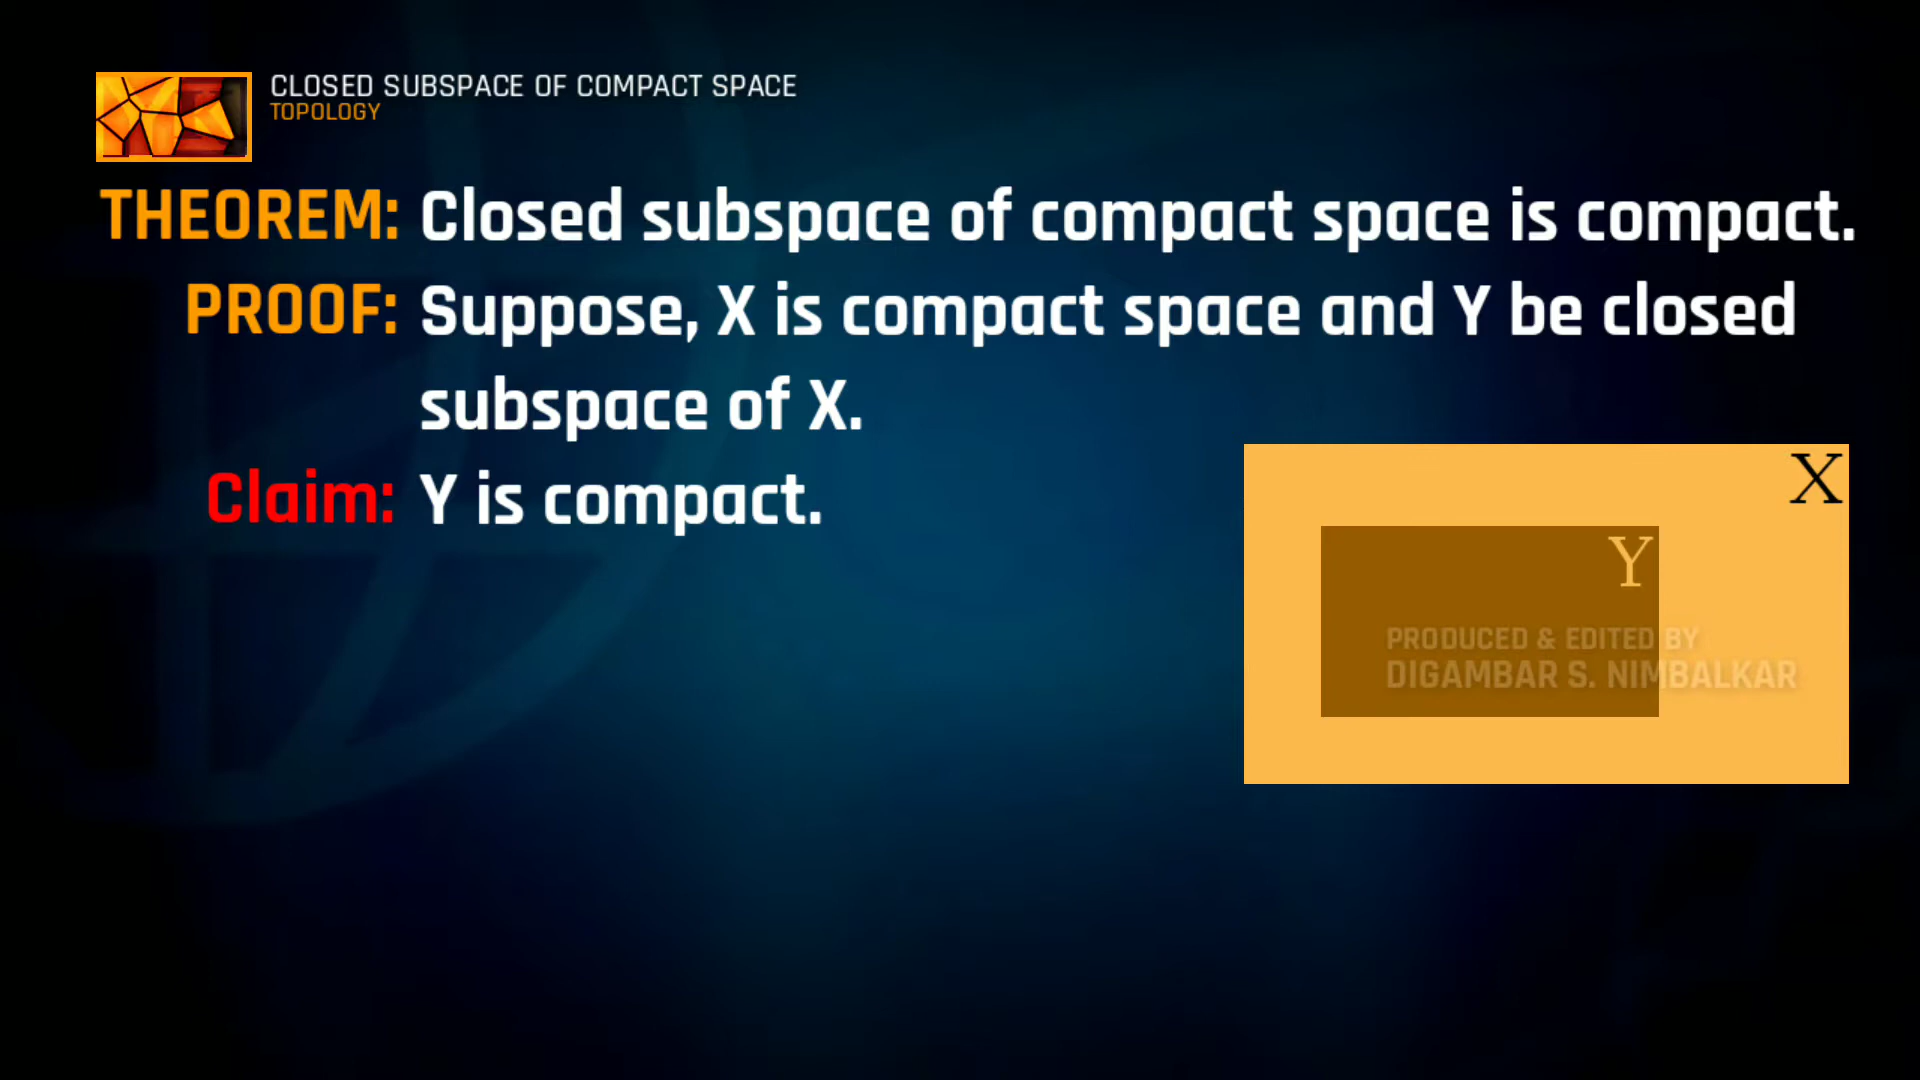 CLOSED SUBSPACE OF COMPACT SPACE
TOPOLOGY
THEOREM: Closed subspace of compact space is compact.
PROOF: Suppose, X is compact space and Y be closed
subspace of X.
Claim: Y is compact.
X
Y
PRODUCED & EDITED BY
DIGAMBAR S. NIMBALKAR